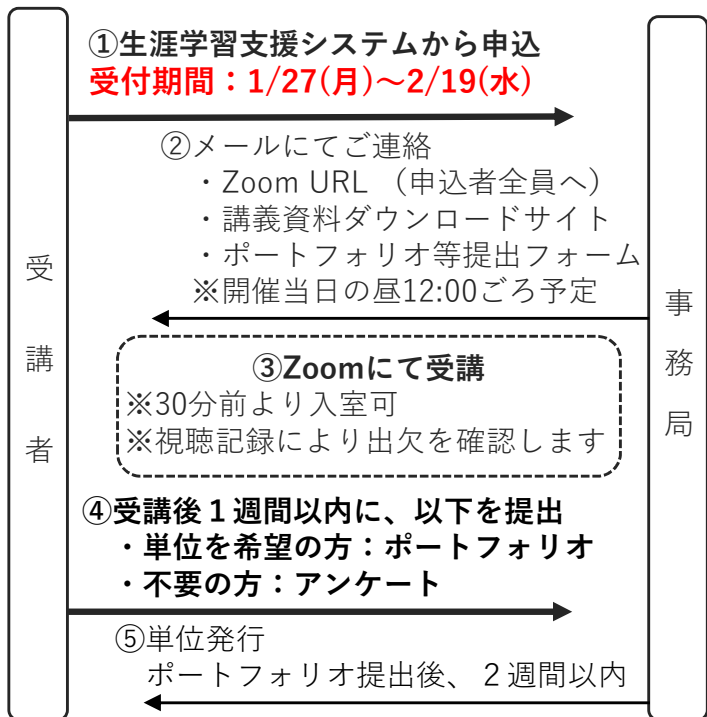 ①生涯学習支援システムから申込
受付期間：1/27(月)～2/19(水)
②メールにてご連絡
・Zoom URL （申込者全員へ）
・講義資料ダウンロードサイト
・ポートフォリオ等提出フォーム
※開催当日の昼12:00ごろ予定
受講者
事務局
③Zoomにて受講
※30分前より入室可
※視聴記録により出欠を確認します
④受講後１週間以内に、以下を提出
・単位を希望の方：ポートフォリオ
・不要の方：アンケート
⑤単位発行
ポートフォリオ提出後、２週間以内